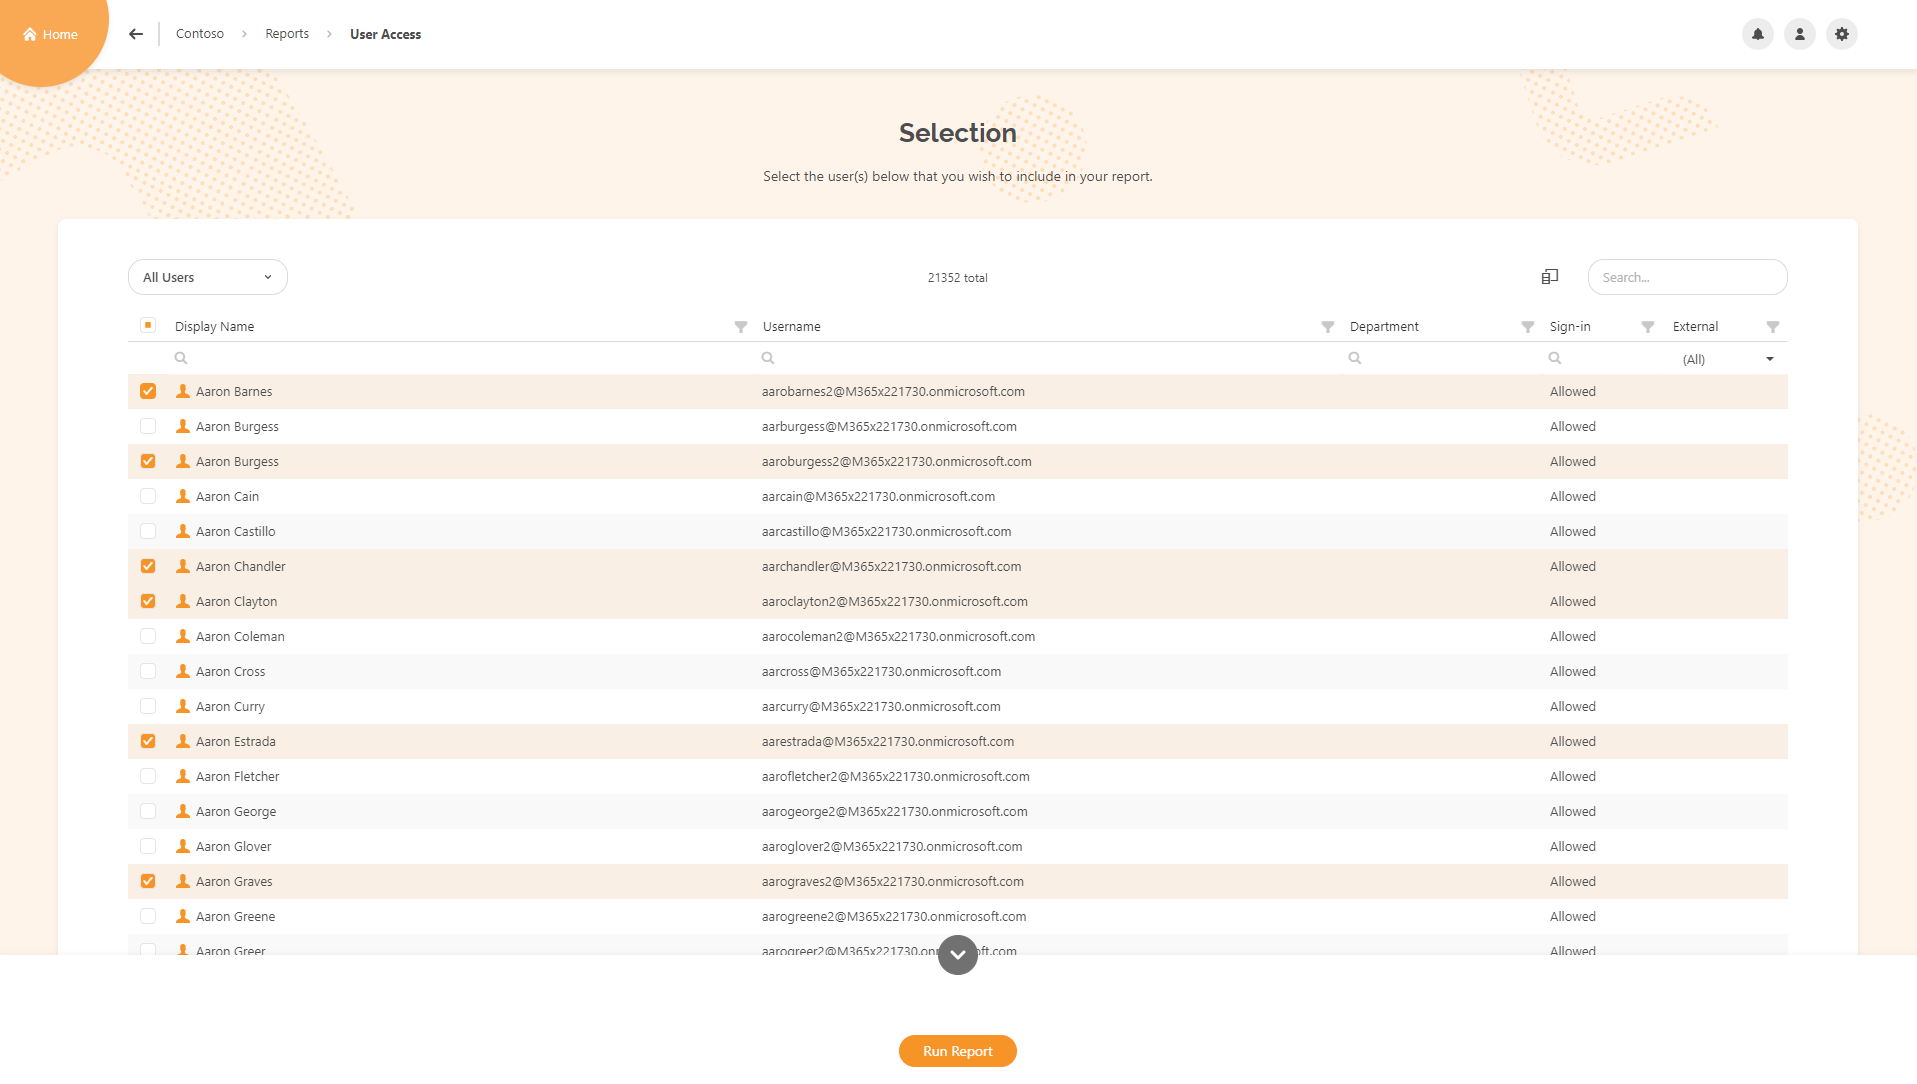 Home
Contoso Reports User Access
Selection
Select the user(s) below that you wish to include in your report.
All Users 21352 total Search...
Display Name Username Department Sign-in External
(All)
Aaron Barnes aarobarnes2@M365x221730.onmicrosoft.com Allowed
Aaron Burgess aarburgess@M365x221730.onmicrosoft.com Allowed
Aaron Burgess aaroburgess2@M365x221730.onmicrosoft.com Allowed
Aaron Cain aarcain@M365x221730.onmicrosoft.com Allowed
Aaron Castillo aarcastillo@M365x221730.onmicrosoft.com Allowed
Aaron Chandler aarchandler@M365x221730.onmicrosoft.com Allowed
Aaron Clayton aaroclayton2@M365x221730.onmicrosoft.com Allowed
Aaron Coleman aarocoleman2@M365x221730.onmicrosoft.com Allowed
Aaron Cross aarcross@M365x221730.onmicrosoft.com Allowed
Aaron Curry aarcurry@M365x221730.onmicrosoft.com Allowed
Aaron Estrada aarestrada@M365x221730.onmicrosoft.com Allowed
Aaron Fletcher aarofletcher2@M365x221730.onmicrosoft.com Allowed
Aaron George aarogeorge2@M365x221730.onmicrosoft.com Allowed
Aaron Glover aaroglover2@M365x221730.onmicrosoft.com Allowed
Aaron Graves aarograves2@M365x221730.onmicrosoft.com Allowed
Aaron Greene aarogreene2@M365x221730.onmicrosoft.com Allowed
Aaron Greer Allowed
Run Report